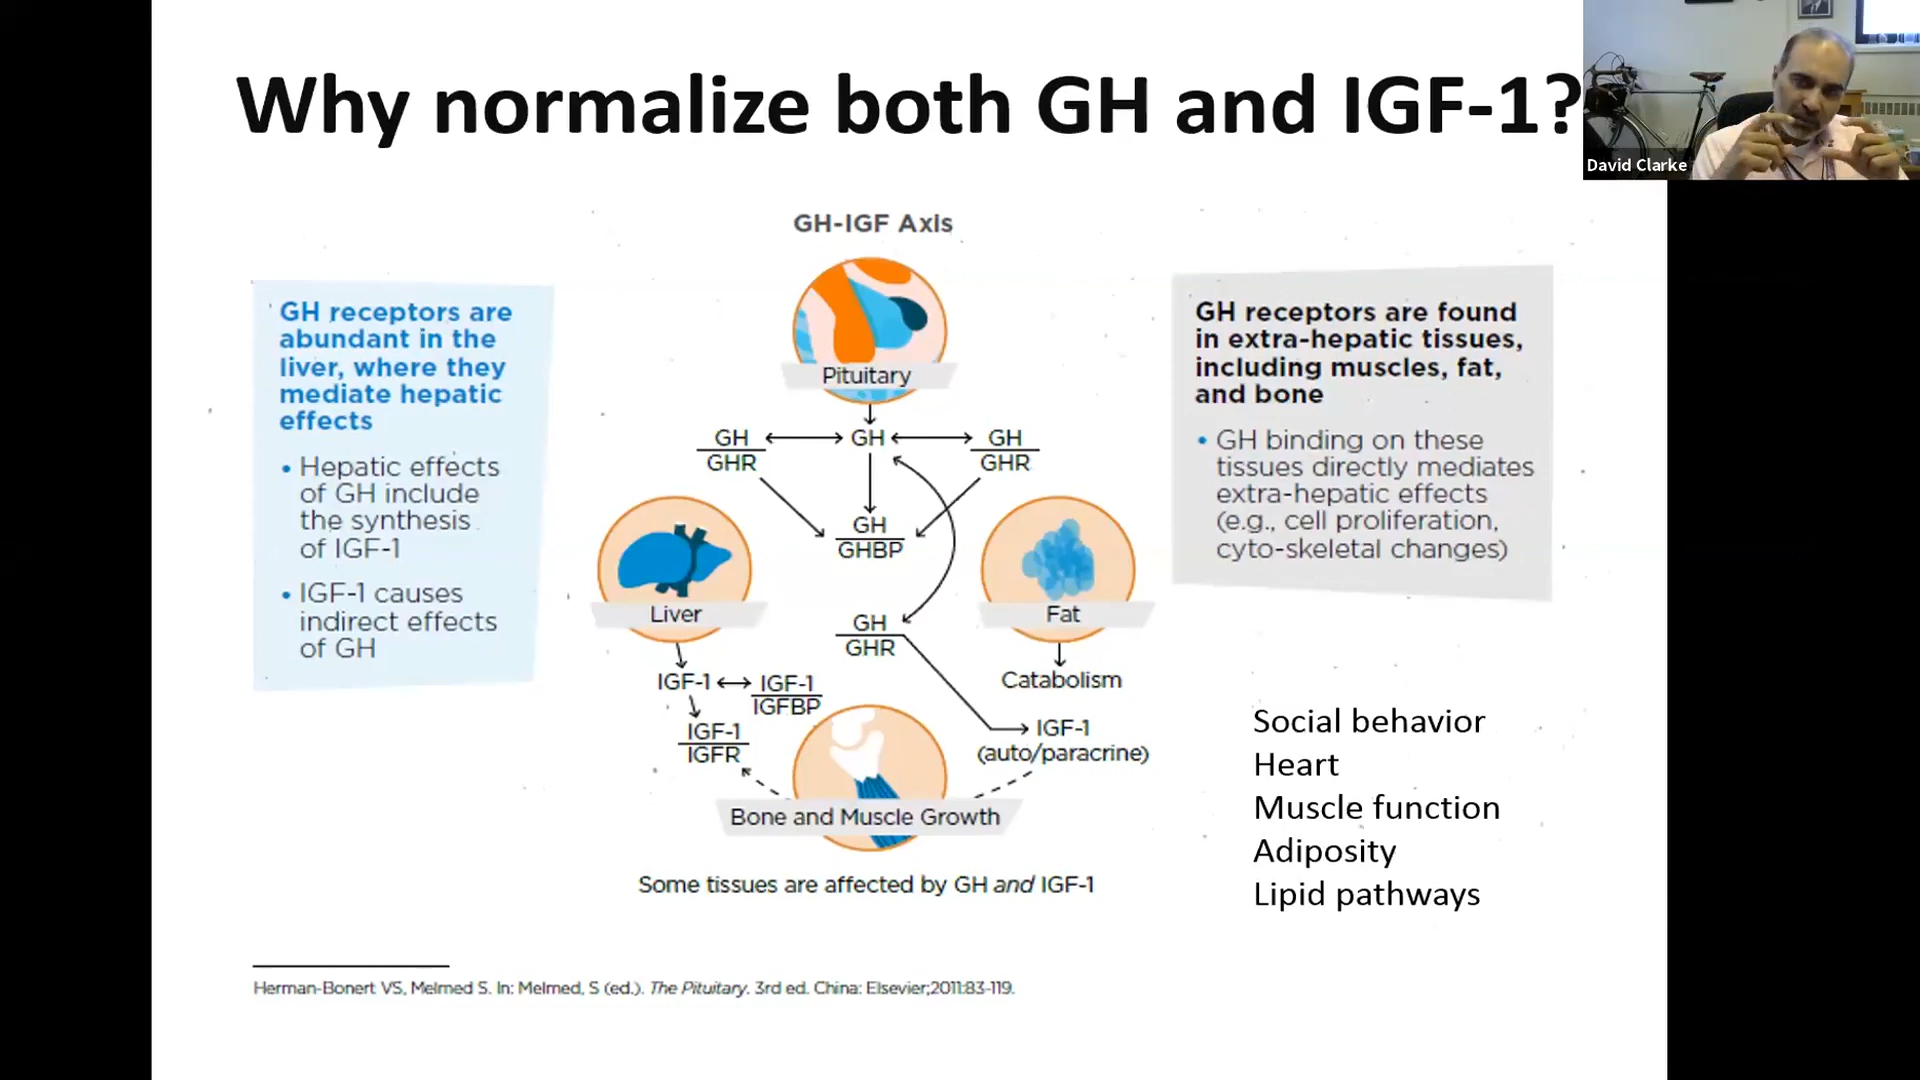 Why normalize both GH and IGF-1?
David Clarke
GH-IGF Axis
GH receptors are
abundant in the
liver, where they
mediate hepatic
effects
• Hepatic effects
of GH include
the synthesis
of IGF-1
• IGF-1 causes
indirect effects
of GH
Pituitary
GH
GHR
GH
GH
GHR
GH
GHBP
Liver
Fat
GH
GHR
IGF-1
IGF-1
IGFBP
IGF-1
IGFR
Catabolism
IGF-1
(auto/paracrine)
Bone and Muscle Growth
Some tissues are affected by GH and IGF-1
GH receptors are found
in extra-hepatic tissues,
including muscles, fat,
and bone
• GH binding on these
tissues directly mediates
extra-hepatic effects
(e.g., cell proliferation,
cyto-skeletal changes)
Social behavior
Heart
Muscle function
Adiposity
Lipid pathways
Herman-Bonert VS, Melmed S. In: Melmed, S (ed.). The Pituitary. 3rd ed. China: Elsevier;2011:83-119.